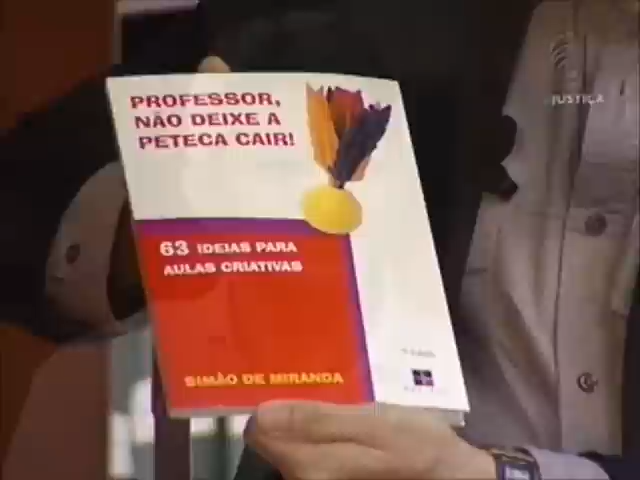 JUSTIÇA
PROFESSOR,
NÃO DEIXE A
PETECA CAIR!
63 IDEIAS PARA
AULAS CRIATIVAS
SIMÃO DE MIRANDA